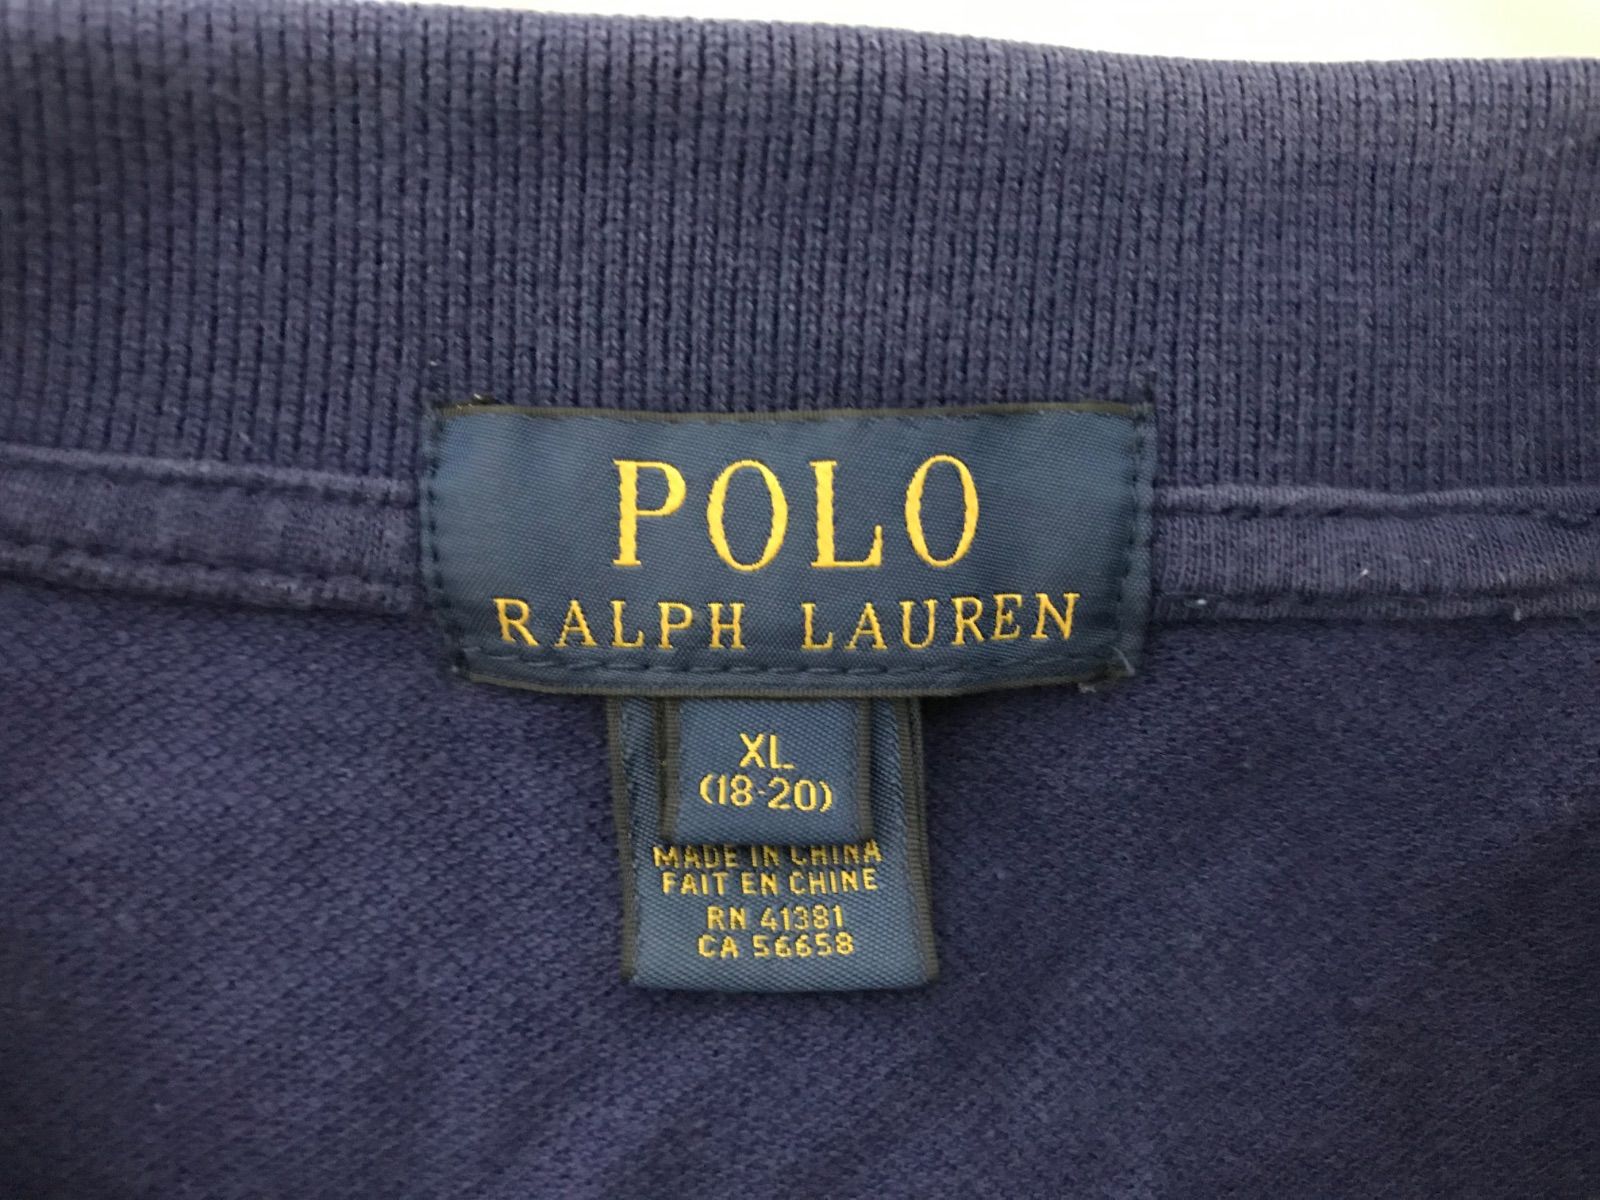 POLO
RALPH LAUREN
XL
(18-20)
MADE IN CHINA
FAIT EN CHINE
RN 41381
CA 56658